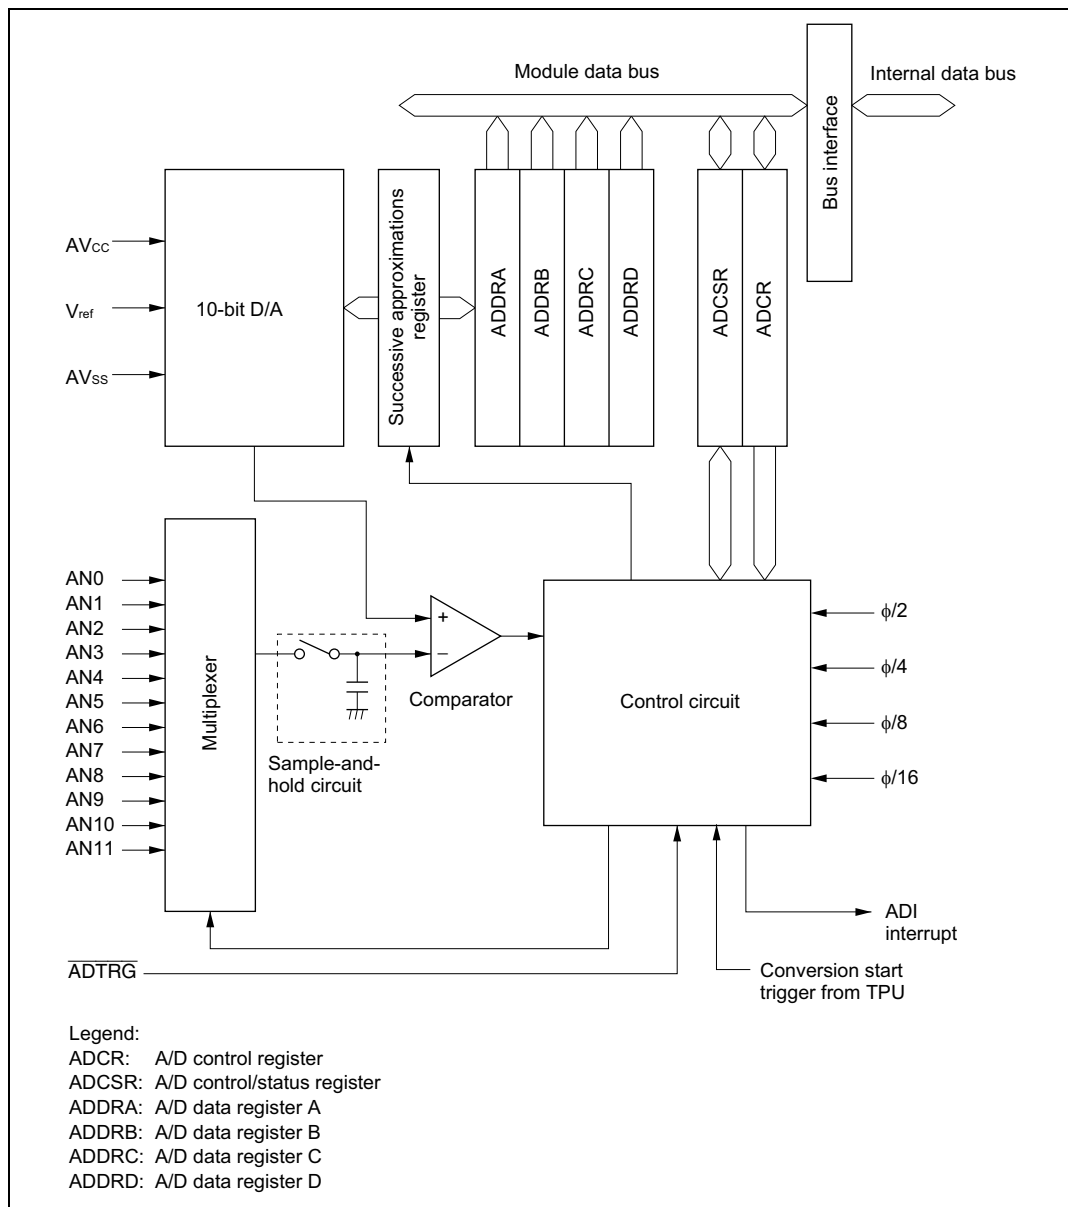 Module data bus
Internal data bus
Bus interface
AVCC
Vref
AVSS
10-bit D/A
Successive approximations
register
ADDRA
ADDRB
ADDRC
ADDRD
ADCSR
ADCR
AN0
AN1
AN2
AN3
AN4
AN5
AN6
AN7
AN8
AN9
AN10
AN11
Multiplexer
+
−
Comparator
Sample-and-
hold circuit
Control circuit
ϕ/2
ϕ/4
ϕ/8
ϕ/16
ADI
interrupt
ADTRG
Conversion start
trigger from TPU
Legend:
ADCR: A/D control register
ADCSR: A/D control/status register
ADDRA: A/D data register A
ADDRB: A/D data register B
ADDRC: A/D data register C
ADDRD: A/D data register D